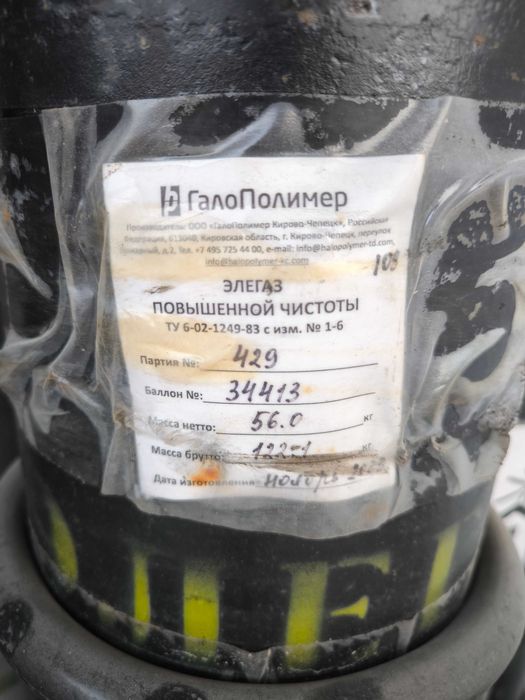 ГалоПолимер
Производитель: ООО «ГалоПолимер Кирово-Чепецк», Российская
Федерация, 613040, Кировская область, г. Кирово-Чепецк, переулок
д.2, тел. +7 495 725 44 00, e-mail: info@halopolymer-td.com,
info@halopolymer-kc.com
109
ЭЛЕГАЗ
ПОВЫШЕННОЙ ЧИСТОТЫ
ТУ 6-02-1249-83 с изм. № 1-6
Партия №: 429
Баллон №: 34413
Масса нетто: 56.0 кг
Масса брутто: кг
Дата изготовления: